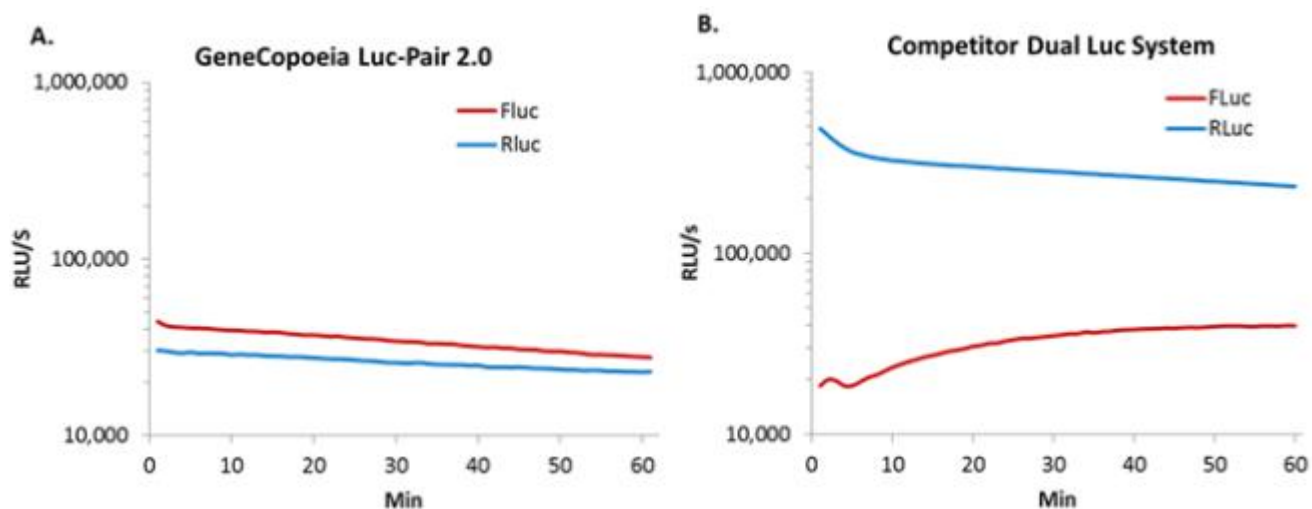 A.
GeneCopoeia Luc-Pair 2.0
1,000,000
Fluc
Rluc
100,000
10,000
RLU/S
0 10 20 30 40 50 60
Min
B.
Competitor Dual Luc System
1,000,000
FLuc
RLuc
100,000
10,000
RLU/s
0 10 20 30 40 50 60
Min